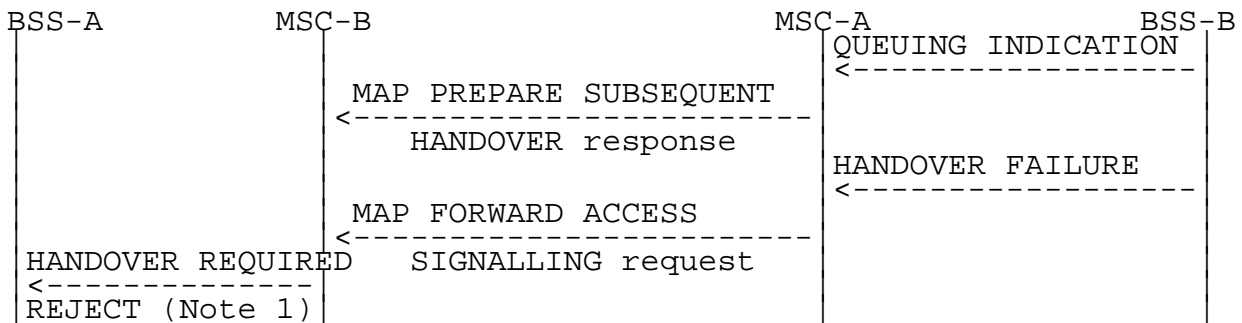 BSS-A MSC-B MSC-A BSS-B
QUEUING INDICATION
MAP PREPARE SUBSEQUENT
HANDOVER response
HANDOVER FAILURE
MAP FORWARD ACCESS
HANDOVER REQUIRED SIGNALLING request
REJECT (Note 1)